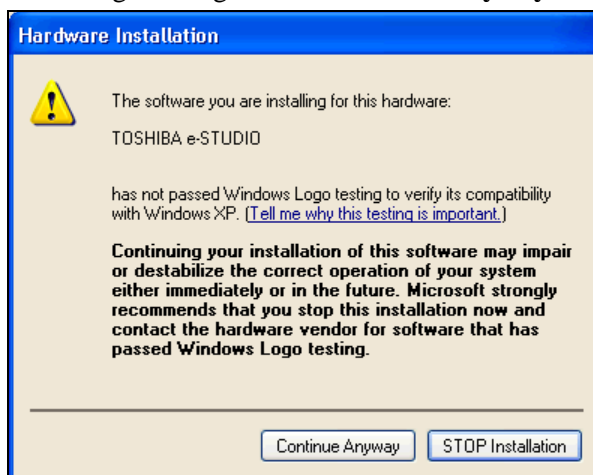 Hardware Installation
The software you are installing for this hardware:
TOSHIBA e-STUDIO
has not passed Windows Logo testing to verify its compatibility
with Windows XP. (Tell me why this testing is important.)
Continuing your installation of this software may impair
or destabilize the correct operation of your system
either immediately or in the future. Microsoft strongly
recommends that you stop this installation now and
contact the hardware vendor for software that has
passed Windows Logo testing.
Continue Anyway STOP Installation